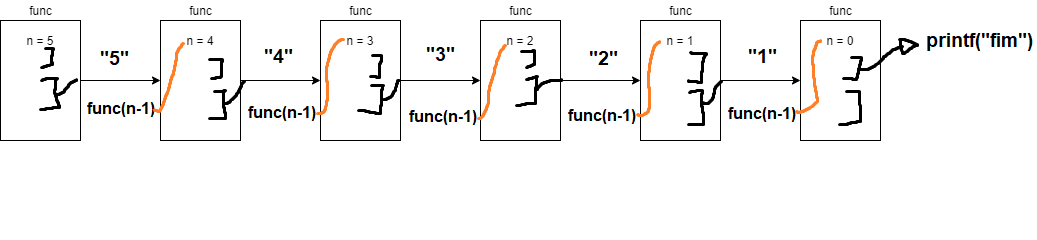 func func func func func func
n = 5 n = 4 n = 3 n = 2 n = 1 n = 0
"5" "4" "3" "2" "1" printf("fim")
func(n-1) func(n-1) func(n-1) func(n-1) func(n-1)